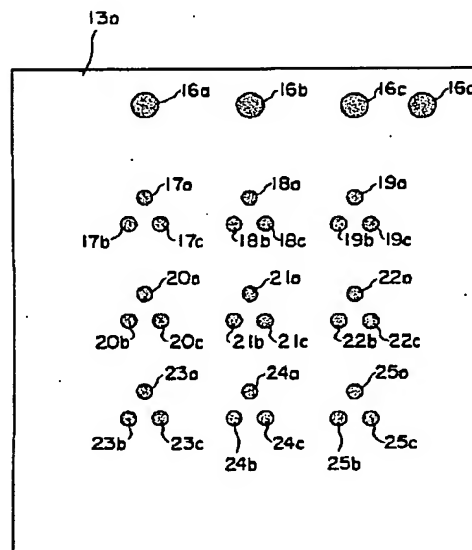 13a
16a 16b 16c 16d
17a 18a 19a
17b 17c 18b 18c 19b 19c
20a 21a 22a
20b 20c 21b 21c 22b 22c
23a 24a 25a
23b 23c 24c 25c
24b 25b